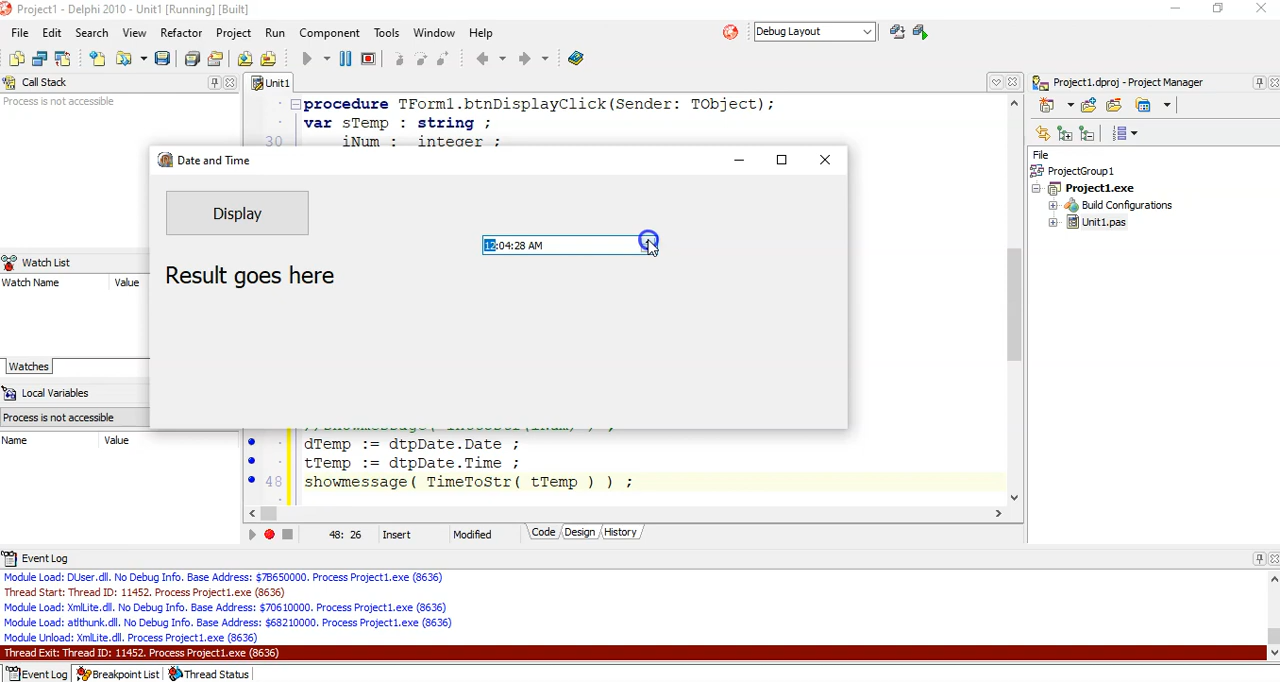 Project1 - Delphi 2010 - Unit1 [Running] [Built]
File Edit Search View Refactor Project Run Component Tools Window Help
Debug Layout
Call Stack
Unit1
Project1.dproj - Project Manager
Process is not accessible
procedure TForm1.btnDisplayClick(Sender: TObject);
var sTemp : string ;
30 iNum : integer ;
File
ProjectGroup1
Project1.exe
Build Configurations
Unit1.pas
Date and Time
Display
12:04:28 AM
Result goes here
Watch List
Watch Name Value
Watches
Local Variables
Process is not accessible
Name Value
dTemp := dtpDate.Date ;
tTemp := dtpDate.Time ;
48 showmessage( TimeToStr( tTemp ) ) ;
48: 26 Insert Modified Code Design History
Event Log
Module Load: DUser.dll. No Debug Info. Base Address: $7B650000. Process Project1.exe (8636)
Thread Start: Thread ID: 11452. Process Project1.exe (8636)
Module Load: XmlLite.dll. No Debug Info. Base Address: $70610000. Process Project1.exe (8636)
Module Load: atlthunk.dll. No Debug Info. Base Address: $68210000. Process Project1.exe (8636)
Module Unload: XmlLite.dll. Process Project1.exe (8636)
Thread Exit: Thread ID: 11452. Process Project1.exe (8636)
Event Log Breakpoint List Thread Status